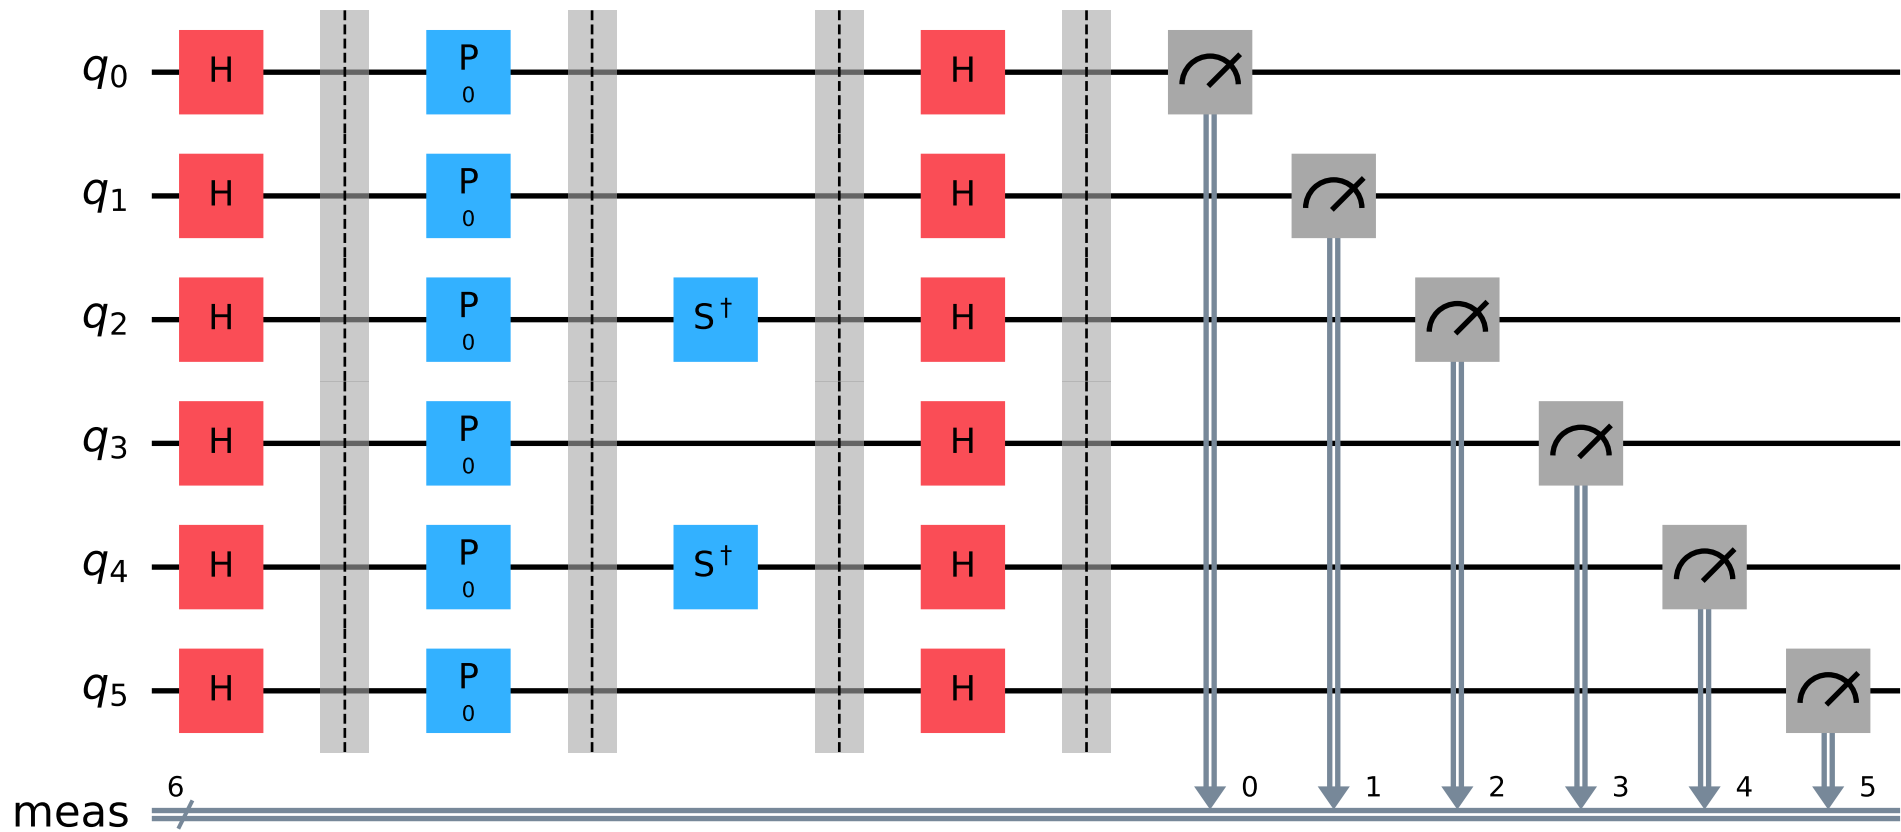 q0 H P 0 H
q1 H P 0 H
q2 H P 0 S† H
q3 H P 0 H
q4 H P 0 S† H
q5 H P 0 H
6 0 1 2 3 4 5
meas